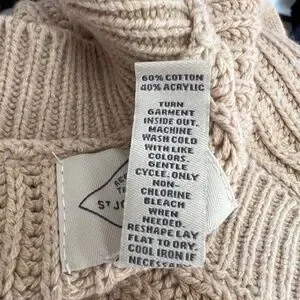 60% COTTON
40% ACRYLIC
TURN
GARMENT
INSIDE OUT.
MACHINE
WASH COLD
WITH LIKE
COLORS.
GENTLE
CYCLE. ONLY
NON-
CHLORINE
BLEACH
WHEN
NEEDED.
RESHAPE LAY
FLAT TO DRY.
COOL IRON IF
NECESSARY